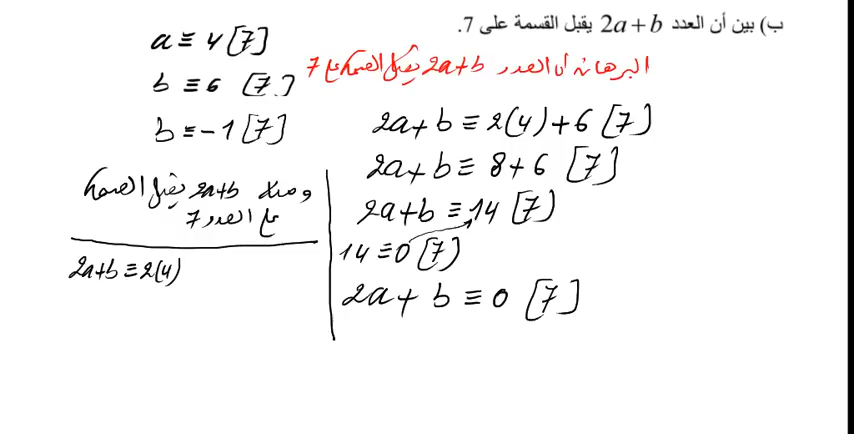 ب) بين أن العدد 2a+b يقبل القسمة على 7.
البرهان أن العدد 2a+b يقبل القسمة على 7
a ≡ 4 [7]
b ≡ 6 [7]
b ≡ -1 [7]
2a+b ≡ 2(4)+6 [7]
2a+b ≡ 8+6 [7]
2a+b ≡ 14 [7]
14 ≡ 0 [7]
2a+b ≡ 0 [7]
ومنه 2a+b يقبل القسمة
على العدد 7
2a+b ≡ 2(4)